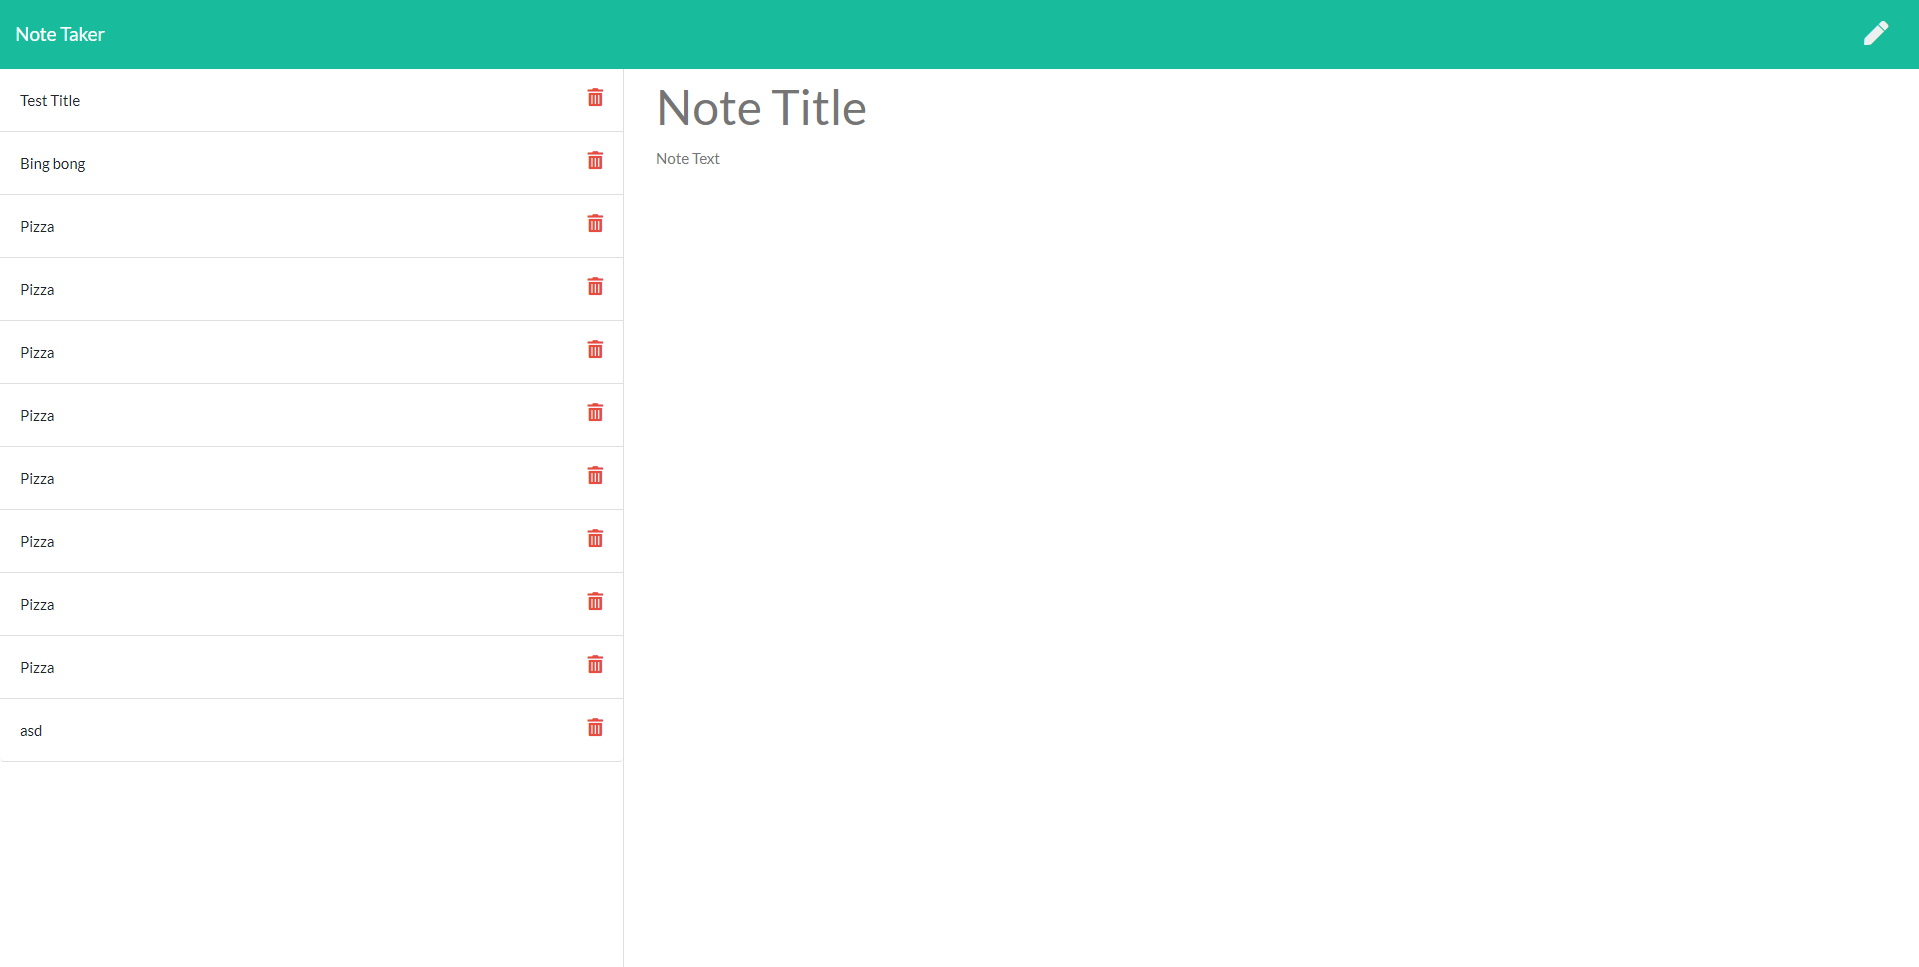 Note Taker
Test Title
Bing bong
Pizza
Pizza
Pizza
Pizza
Pizza
Pizza
Pizza
Pizza
asd
Note Title
Note Text